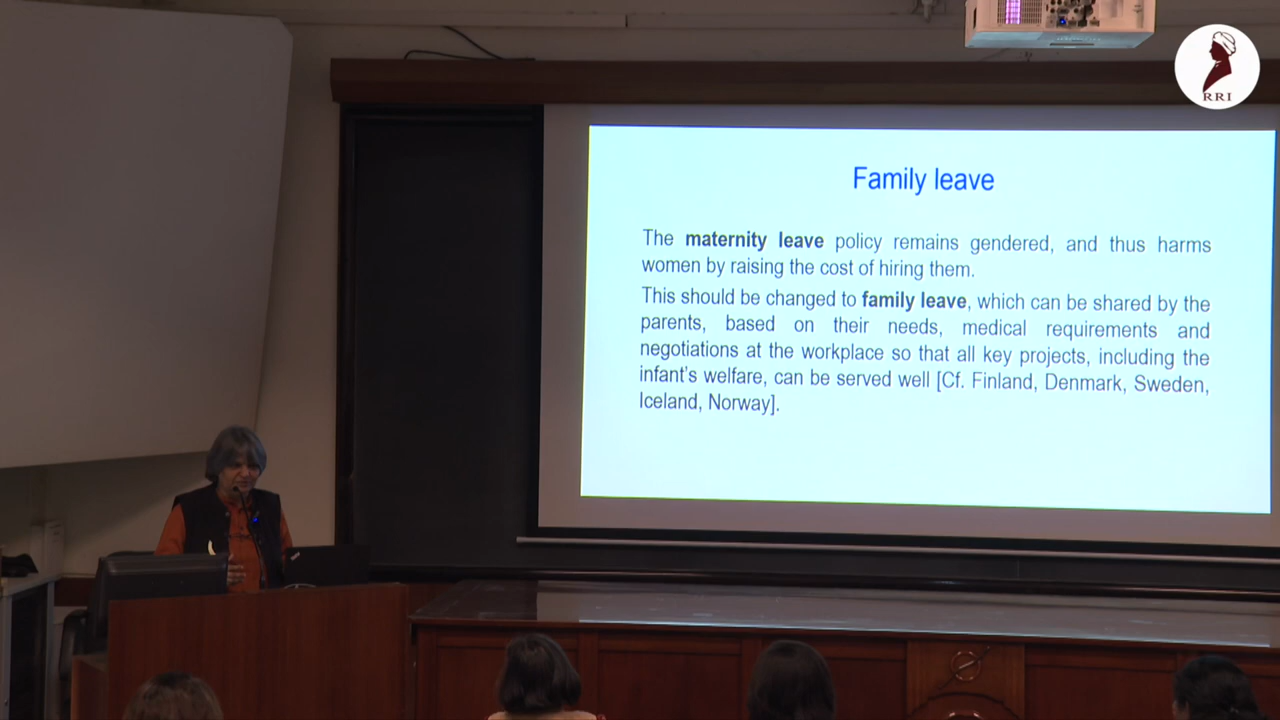 RRI
Family leave
The maternity leave policy remains gendered, and thus harms
women by raising the cost of hiring them.
This should be changed to family leave, which can be shared by the
parents, based on their needs, medical requirements and
negotiations at the workplace so that all key projects, including the
infant's welfare, can be served well [Cf. Finland, Denmark, Sweden,
Iceland, Norway].